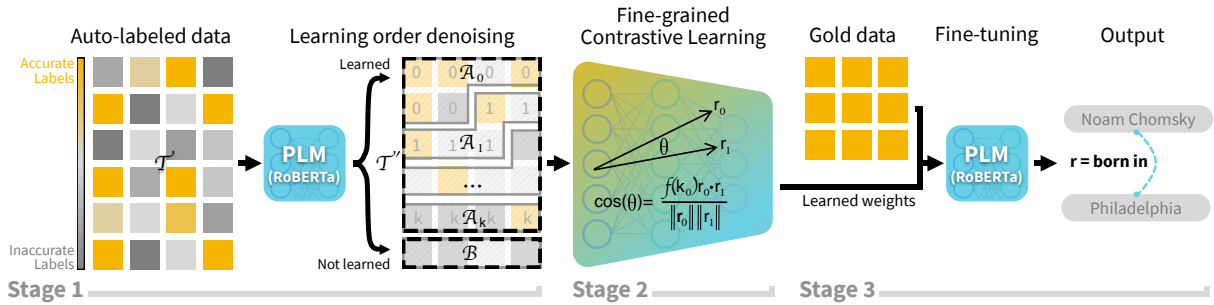 Auto-labeled data
Accurate
Labels
𝒯′
Inaccurate
Labels
PLM
(RoBERTa)
Learning order denoising
Learned
𝒯″
Not learned
0 0 0 0
𝒜0
0 0 1 1
1 1 1
𝒜1
...
k k k k
𝒜k
ℬ
Fine-grained
Contrastive Learning
r0
θ
r1
cos(θ)= f(k0)r0•r1
‖r0‖‖r1‖
Gold data
Learned weights
Fine-tuning
PLM
(RoBERTa)
Output
Noam Chomsky
r = born in
Philadelphia
Stage 1
Stage 2
Stage 3